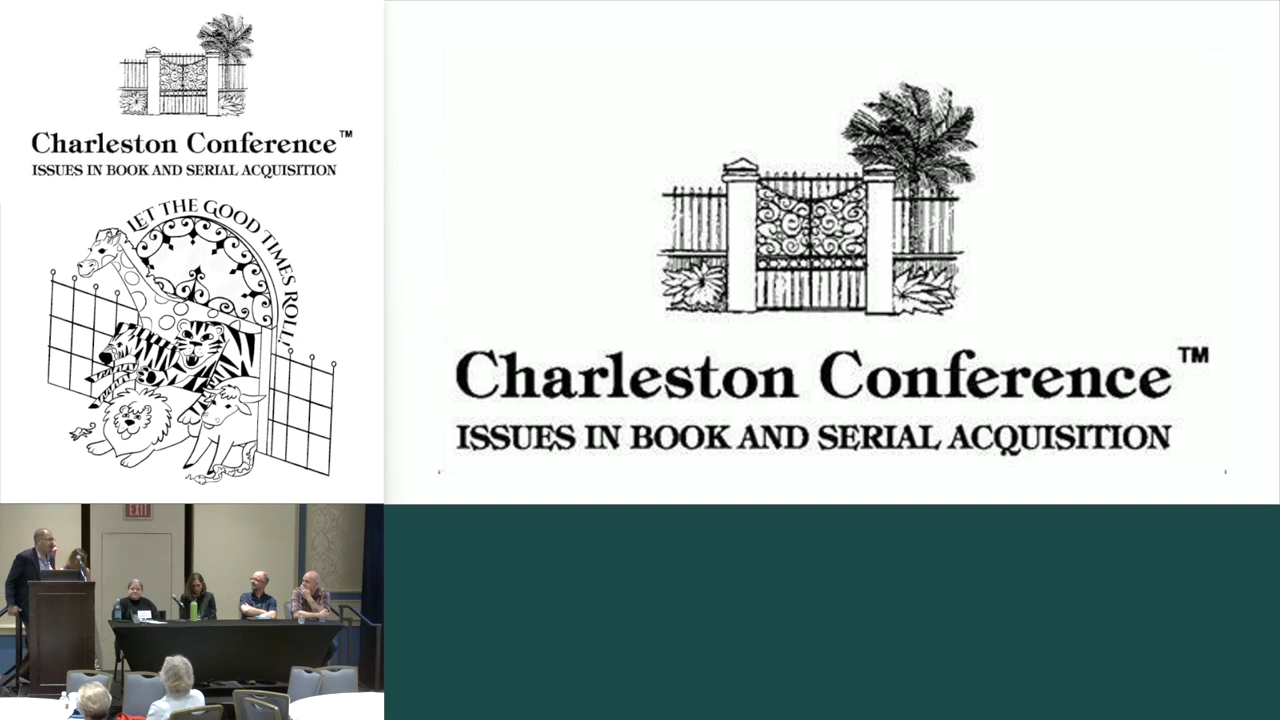 Charleston Conference™
ISSUES IN BOOK AND SERIAL ACQUISITION
LET THE GOOD TIMES ROLL!
EXIT
Charleston Conference™
ISSUES IN BOOK AND SERIAL ACQUISITION